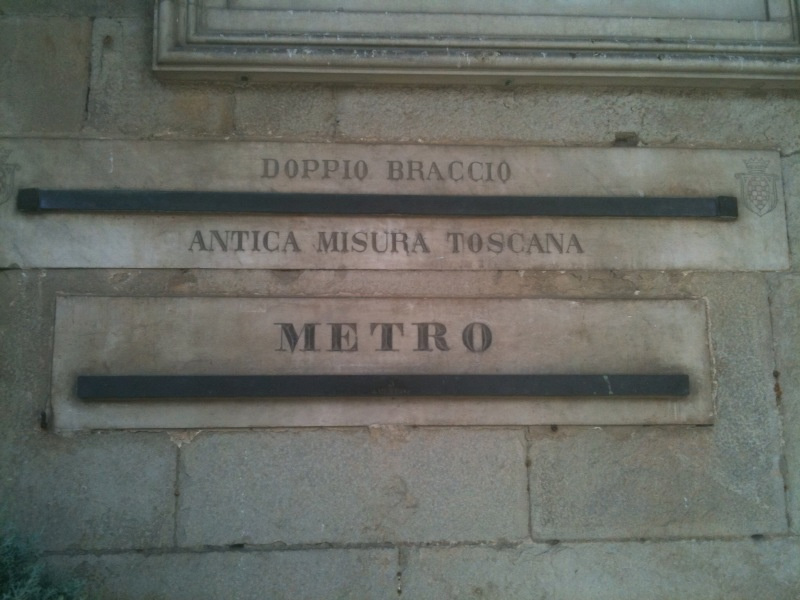 DOPPIO BRACCIO
ANTICA MISURA TOSCANA
METRO